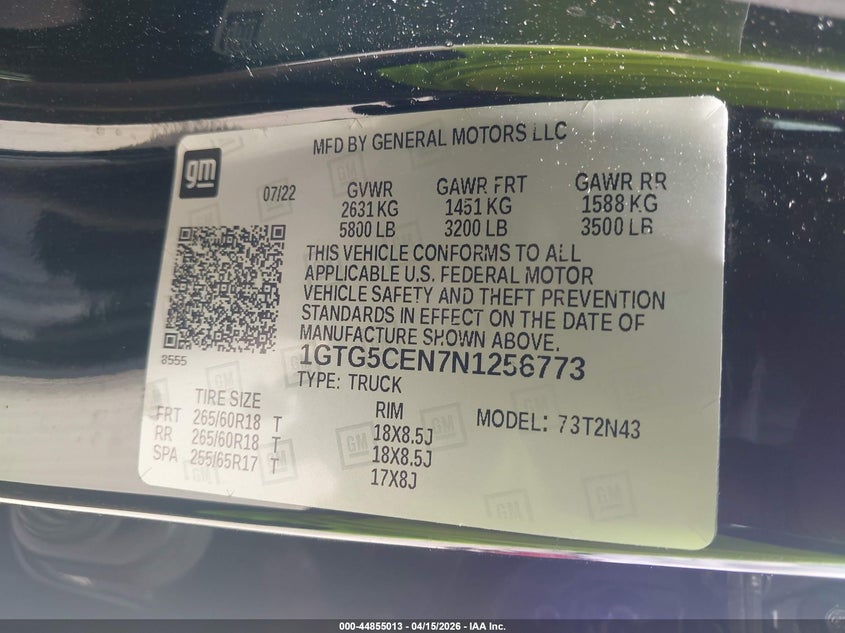 MFD BY GENERAL MOTORS LLC
gm
07/22
GVWR GAWR FRT GAWR RR
2631 KG 1451 KG 1588 KG
5800 LB 3200 LB 3500 LB
THIS VEHICLE CONFORMS TO ALL
APPLICABLE U.S. FEDERAL MOTOR
VEHICLE SAFETY AND THEFT PREVENTION
STANDARDS IN EFFECT ON THE DATE OF
MANUFACTURE SHOWN ABOVE.
8555
1GTG5CEN7N1256773
TYPE: TRUCK
TIRE SIZE RIM MODEL: 73T2N43
FRT 265/60R18 T 18X8.5J
RR 265/60R18 T 18X8.5J
SPA 255/65R17 T 17X8J
000-44855013 - 04/15/2026 - IAA Inc.